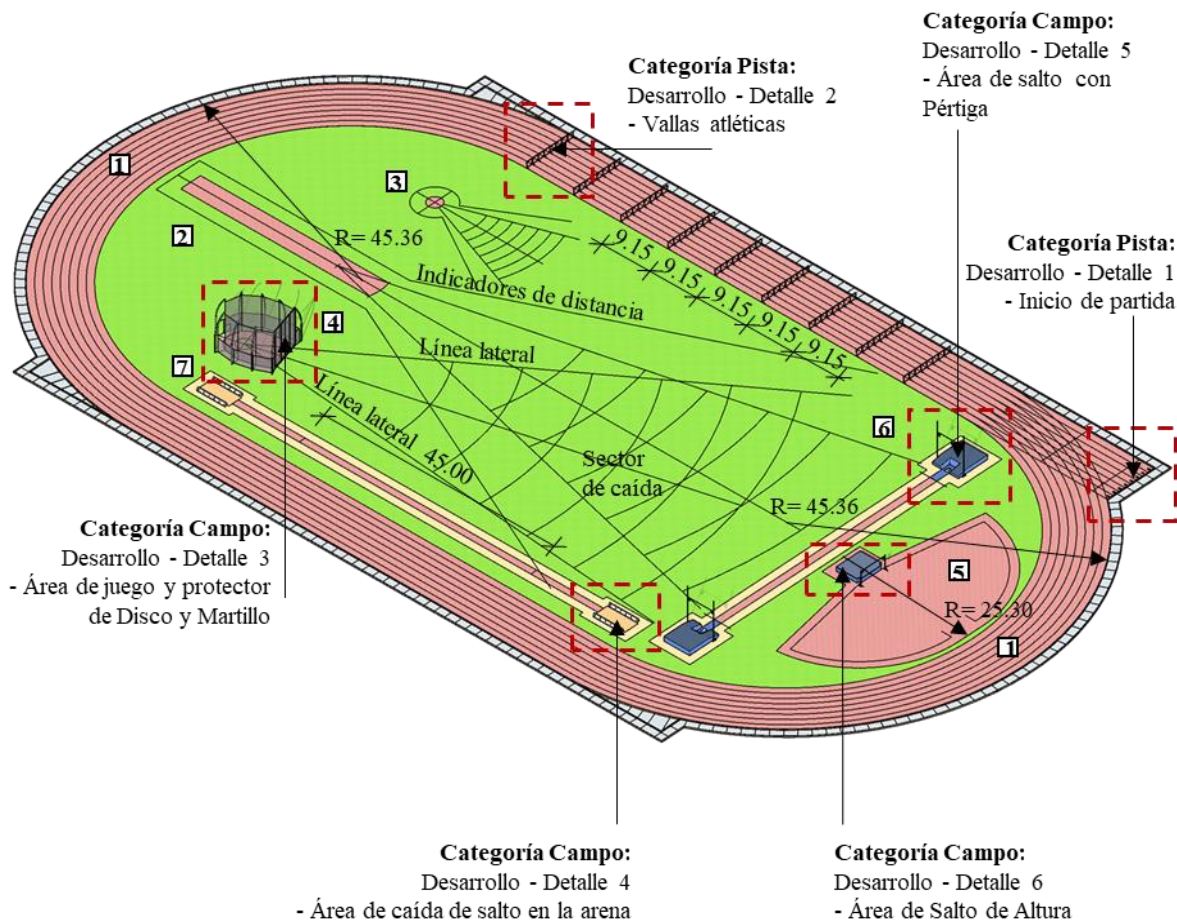 Categoría Campo:
Desarrollo - Detalle 5
- Área de salto con
Pértiga
Categoría Pista:
Desarrollo - Detalle 2
- Vallas atléticas
1
3
2
R= 45.36
9.15
9.15
9.15
9.15
9.15
Categoría Pista:
Desarrollo - Detalle 1
- Inicio de partida
Indicadores de distancia
4
Línea lateral
7
Línea lateral
45.00
6
Sector
de caída
R= 45.36
Categoría Campo:
Desarrollo - Detalle 3
- Área de juego y protector
de Disco y Martillo
5
R= 25.30
1
Categoría Campo:
Desarrollo - Detalle 4
- Área de caída de salto en la arena
Categoría Campo:
Desarrollo - Detalle 6
- Área de Salto de Altura